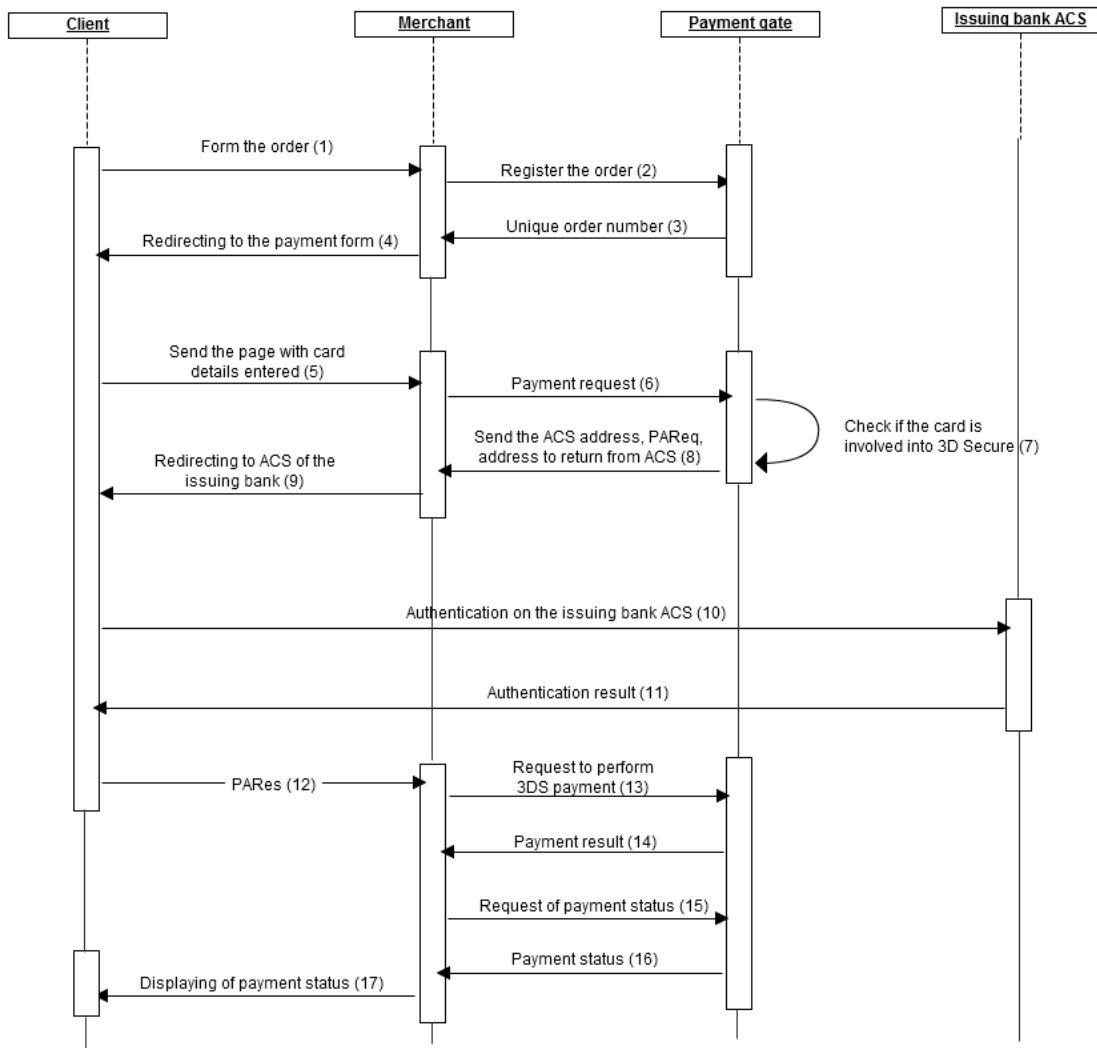 Client
Merchant
Payment gate
Issuing bank ACS
Form the order (1)
Register the order (2)
Unique order number (3)
Redirecting to the payment form (4)
Send the page with card
details entered (5)
Payment request (6)
Check if the card is
involved into 3D Secure (7)
Send the ACS address, PAReq,
address to return from ACS (8)
Redirecting to ACS of the
issuing bank (9)
Authentication on the issuing bank ACS (10)
Authentication result (11)
PARes (12)
Request to perform
3DS payment (13)
Payment result (14)
Request of payment status (15)
Payment status (16)
Displaying of payment status (17)